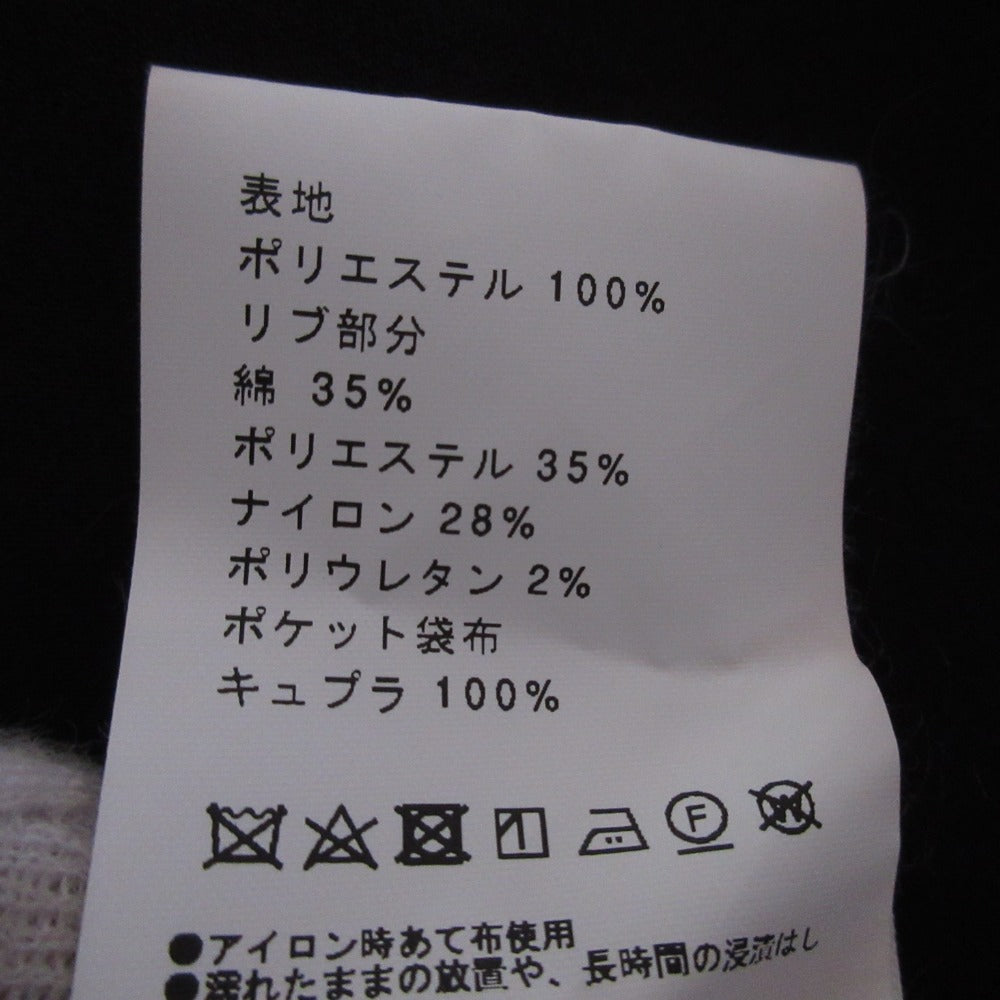 表地
ポリエステル 100%
リブ部分
綿 35%
ポリエステル 35%
ナイロン 28%
ポリウレタン 2%
ポケット袋布
キュプラ 100%
F W
●アイロン時あて布使用
●濡れたままの放置や、長時間の浸漬はし